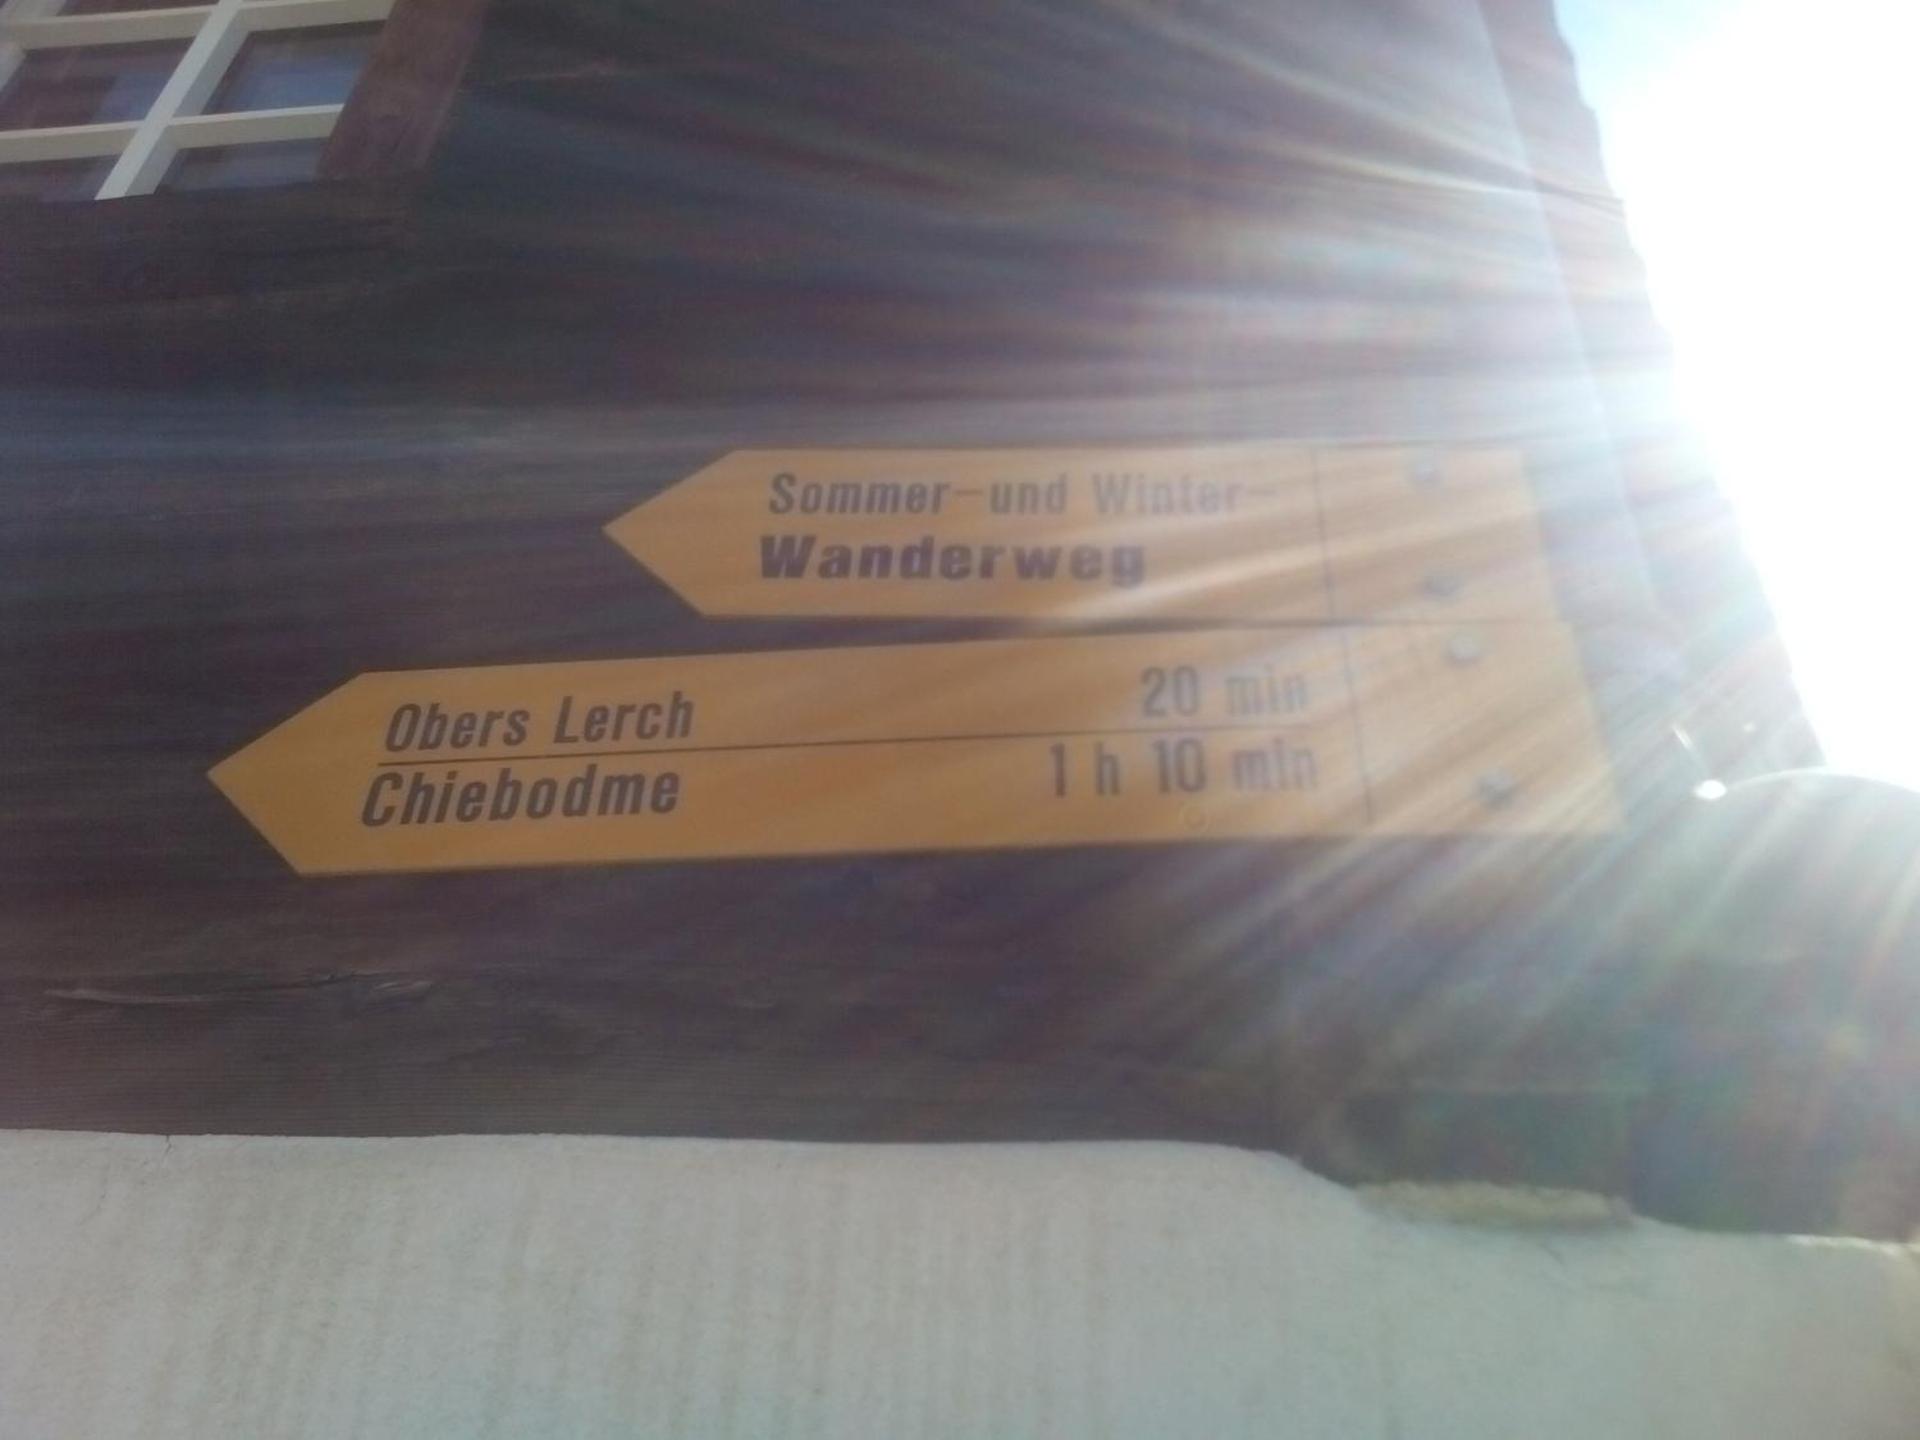 Sommer-und Winter-
Wanderweg
Obers Lerch 20 min
Chiebodme 1 h 10 min